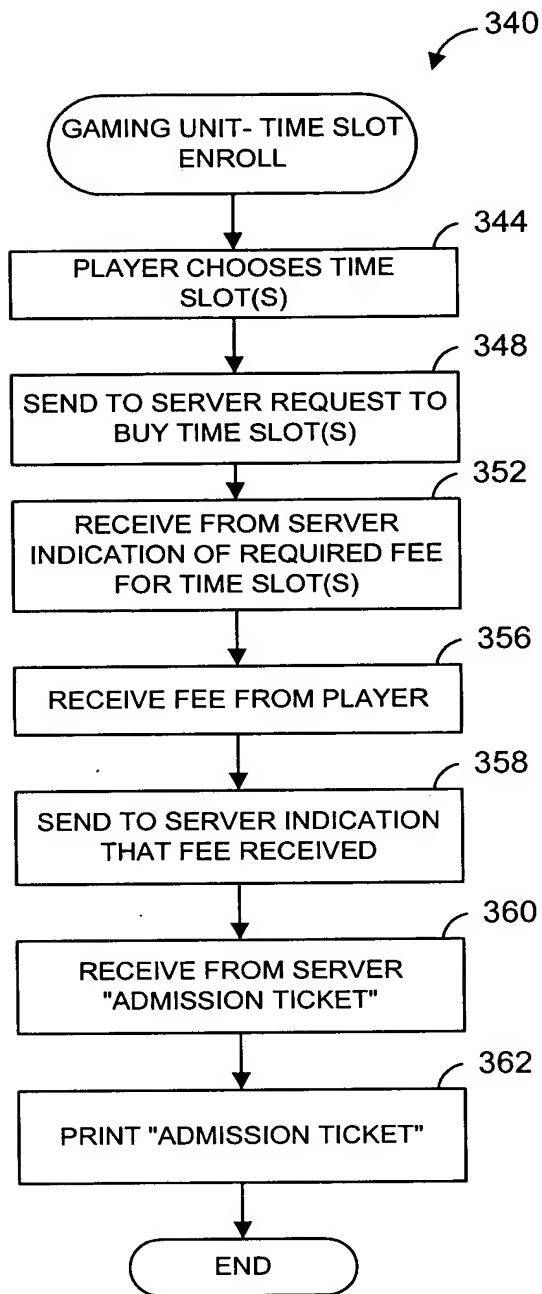 340
GAMING UNIT- TIME SLOT
ENROLL
344
PLAYER CHOOSES TIME
SLOT(S)
348
SEND TO SERVER REQUEST TO
BUY TIME SLOT(S)
352
RECEIVE FROM SERVER
INDICATION OF REQUIRED FEE
FOR TIME SLOT(S)
356
RECEIVE FEE FROM PLAYER
358
SEND TO SERVER INDICATION
THAT FEE RECEIVED
360
RECEIVE FROM SERVER
"ADMISSION TICKET"
362
PRINT "ADMISSION TICKET"
END